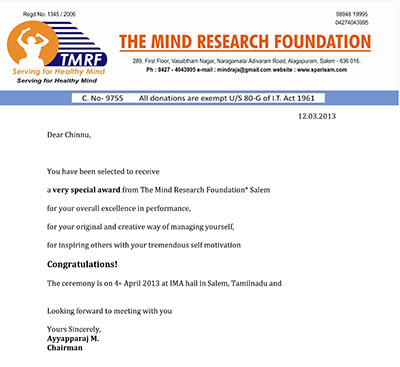 Regd No: 1345 / 2006
98948 19995
04274043995
TMRF
Serving for Healthy Mind
Serving for Healthy Mind
THE MIND RESEARCH FOUNDATION
289, First Floor, Vasabtham Nagar, Naragamalai Adivaram Road, Alagapuram, Salem - 636 016.
Ph : 0427 - 4043995 e-mail : mindraja@gmail.com website : www.sparisam.com
C. No- 9755 All donations are exempt U/S 80-G of I.T. Act 1961
12.03.2013
Dear Chinnu,
You have been selected to receive
a very special award from The Mind Research Foundation* Salem
for your overall excellence in performance,
for your original and creative way of managing yourself,
for inspiring others with your tremendous self motivation
Congratulations!
The ceremony is on 4th April 2013 at IMA hall in Salem, Tamilnadu and
Looking forward to meeting with you
Yours Sincerely,
Ayyapparaj M.
Chairman